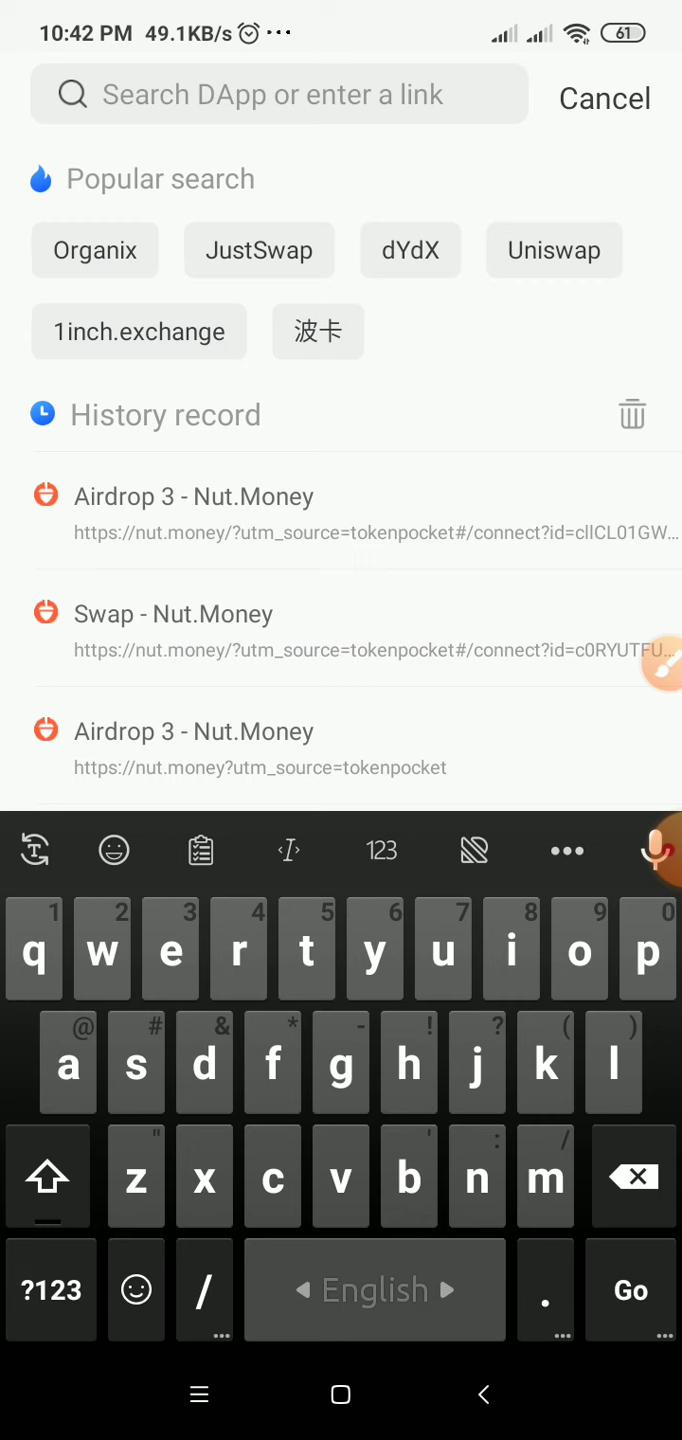 10:42 PM 49.1KB/s 61
Search DApp or enter a link Cancel
Popular search
Organix JustSwap dYdX Uniswap
1inch.exchange 波卡
History record
Airdrop 3 - Nut.Money
https://nut.money/?utm_source=tokenpocket#/connect?id=cllCL01GW...
Swap - Nut.Money
https://nut.money/?utm_source=tokenpocket#/connect?id=c0RYUTFU...
Airdrop 3 - Nut.Money
https://nut.money?utm_source=tokenpocket
T I 123
1 2 3 4 5 6 7 8 9 0
q w e r t y u i o p
@ # & * - ! ? ( )
a s d f g h j k l
" ' : /
z x c v b n m
?123 / English . Go